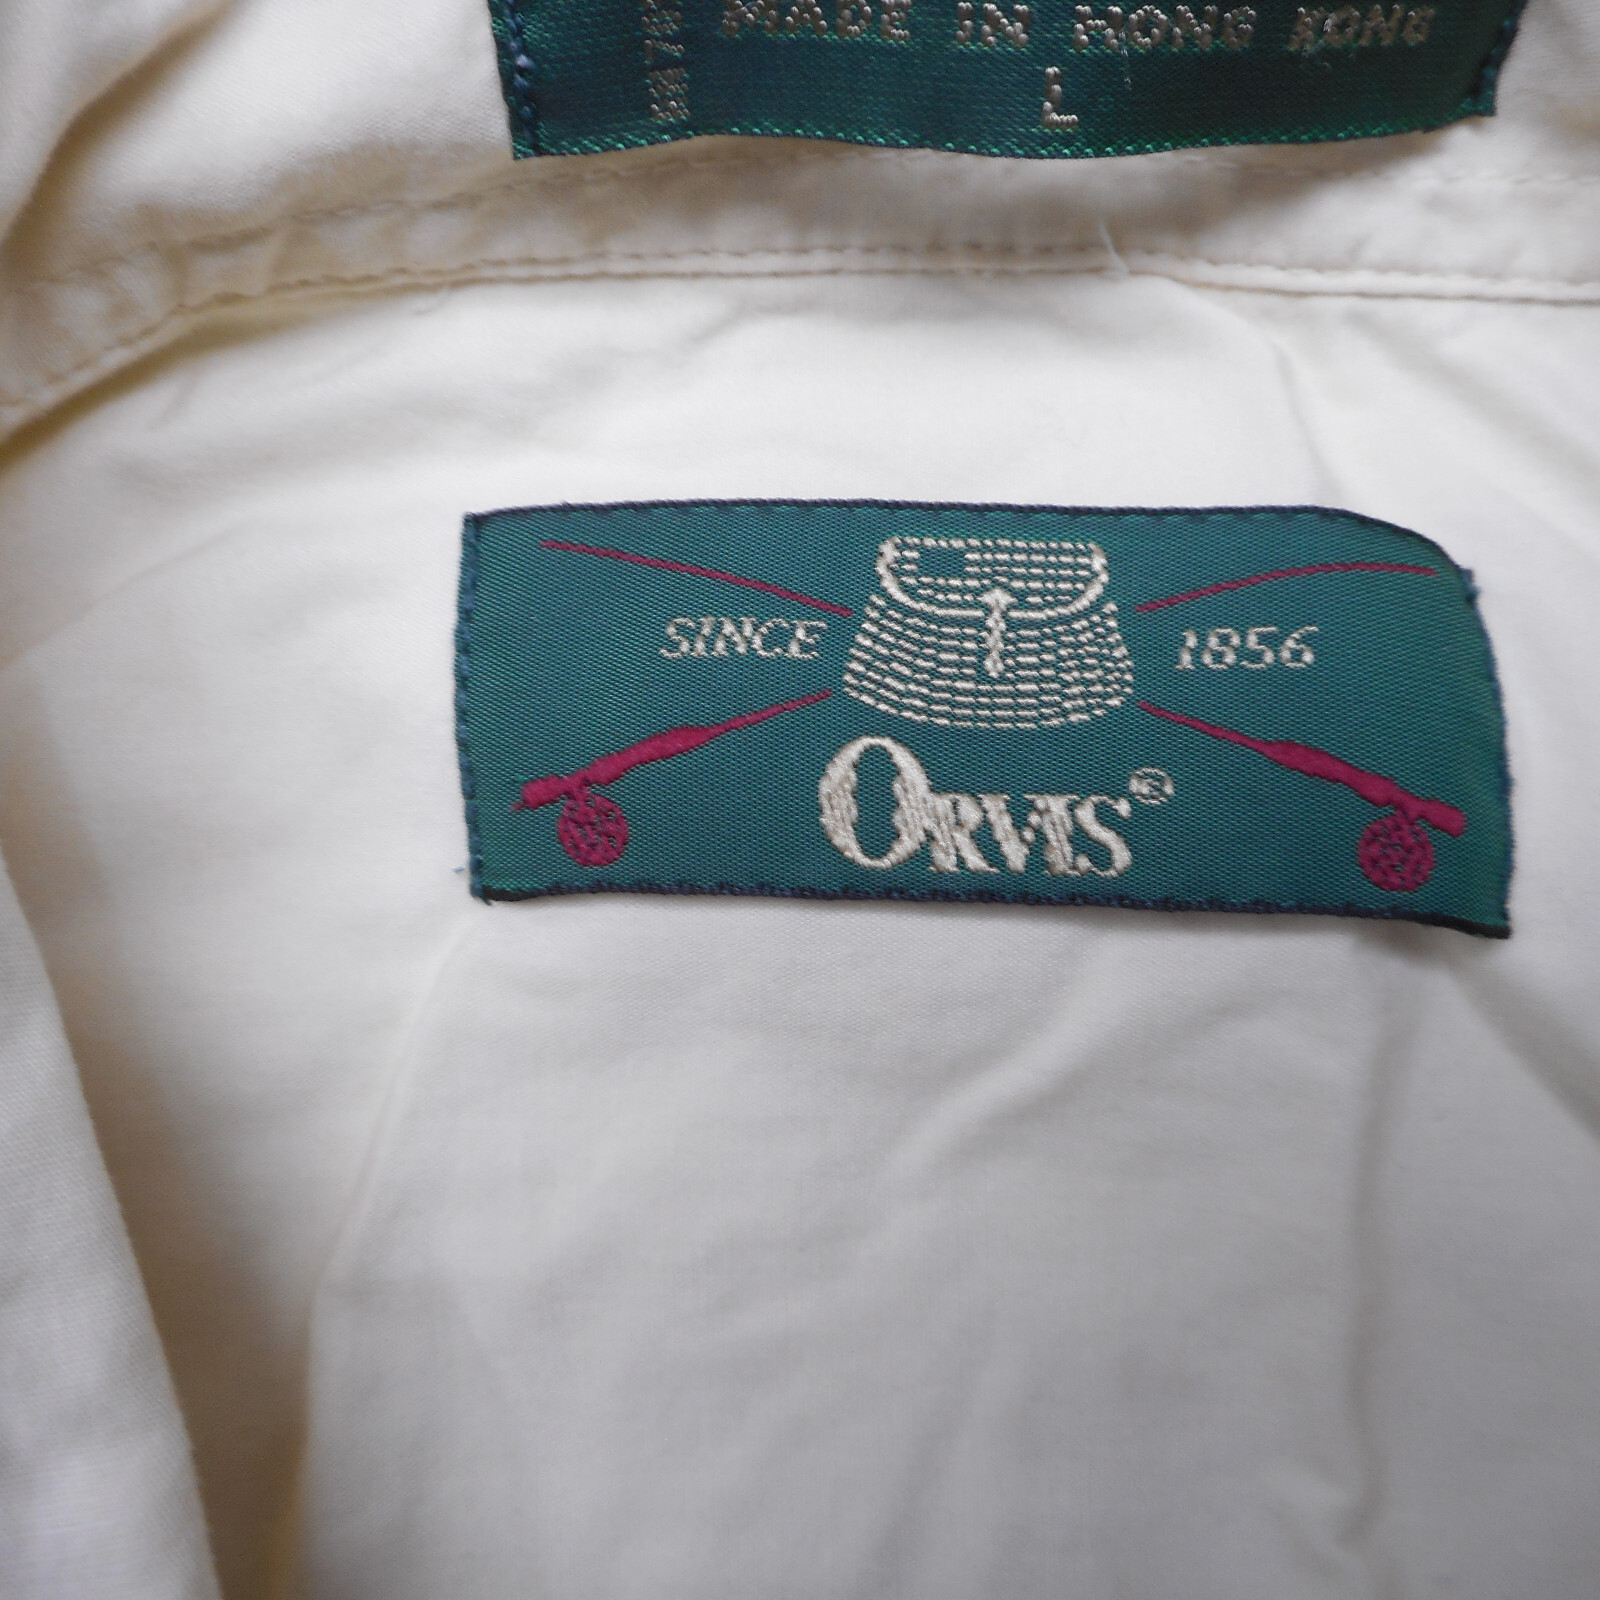 MADE IN HONG KONG
L
SINCE 1856
ORVIS®